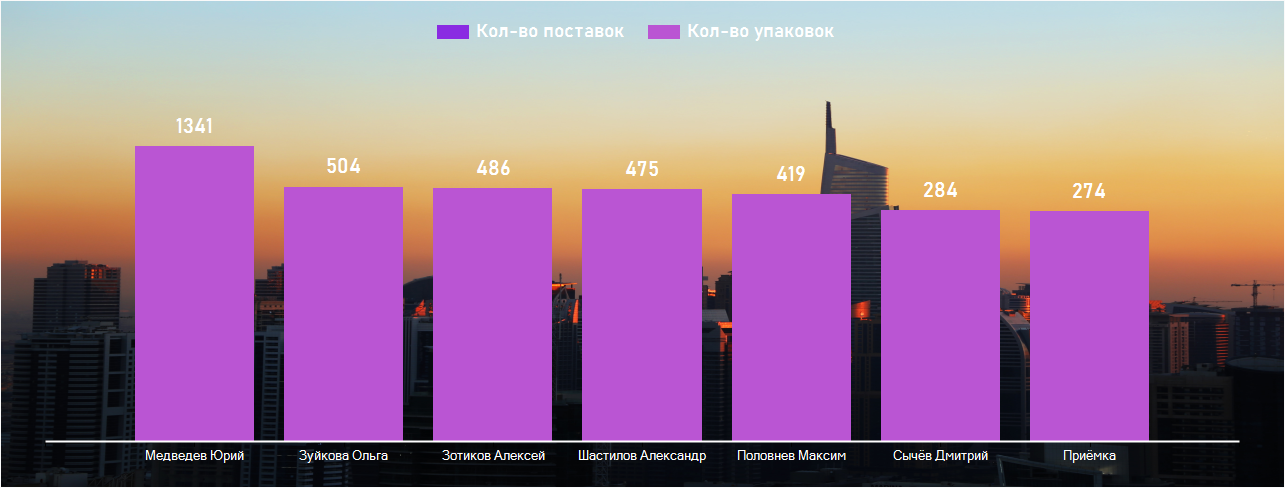 Кол-во поставок Кол-во упаковок
1341 504 486 475 419 284 274
Медведев Юрий Зуйкова Ольга Зотиков Алексей Шастилов Александр Половнев Максим Сычёв Дмитрий Приёмка